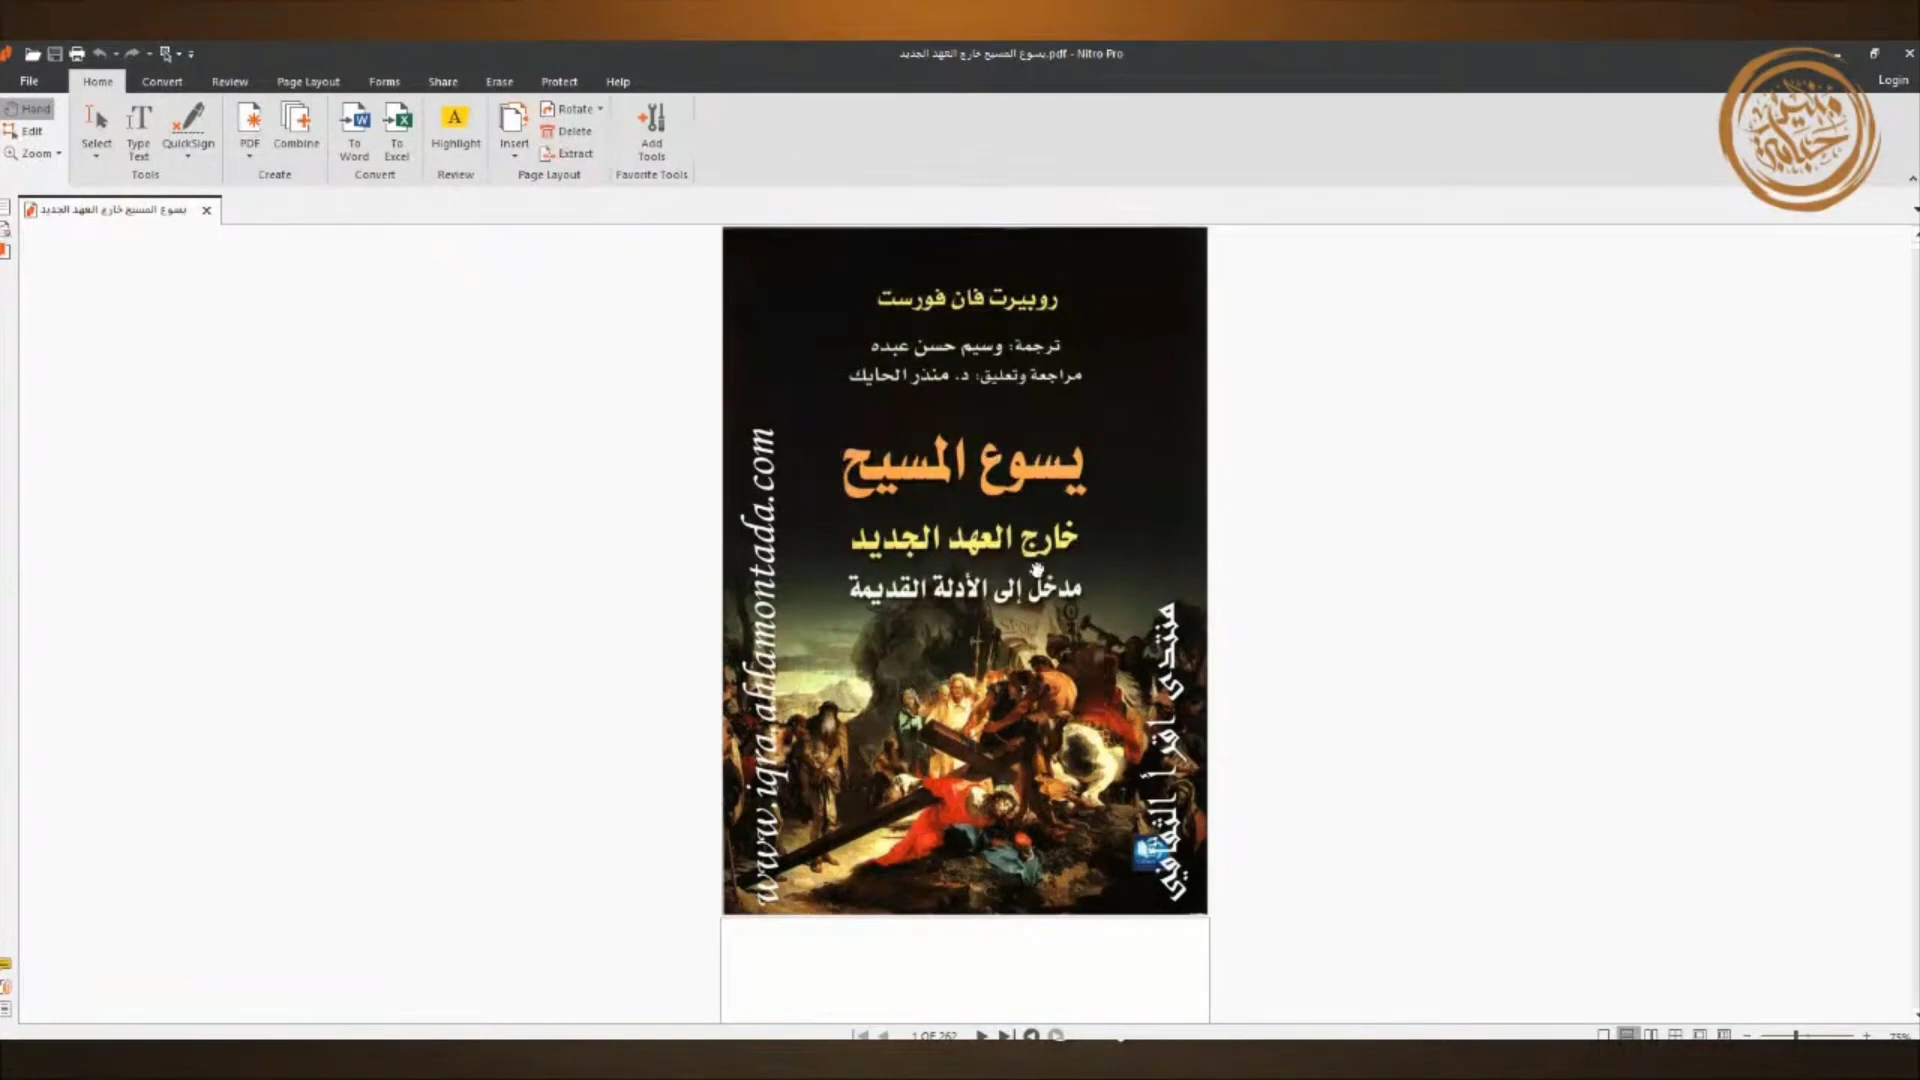 يسوع المسيح خارج العهد الجديد.pdf - Nitro Pro
File Home Convert Review Page Layout Forms Share Erase Protect Help Login
Hand
Edit
Zoom
Select
Type Text
QuickSign
Tools
PDF
Combine
Create
To Word
To Excel
Convert
Highlight
Review
Insert
Rotate
Delete
Extract
Page Layout
Add Tools
Favorite Tools
يسوع المسيح خارج العهد الجديد
روبيرت فان فورست
ترجمة: وسيم حسن عبده
مراجعة وتعليق: د. منذر الحايك
يسوع المسيح
خارج العهد الجديد
مدخل إلى الأدلة القديمة
www.iqra.ahlamontada.com
منتدى اقرأ الثقافي
1 OF 262
75%